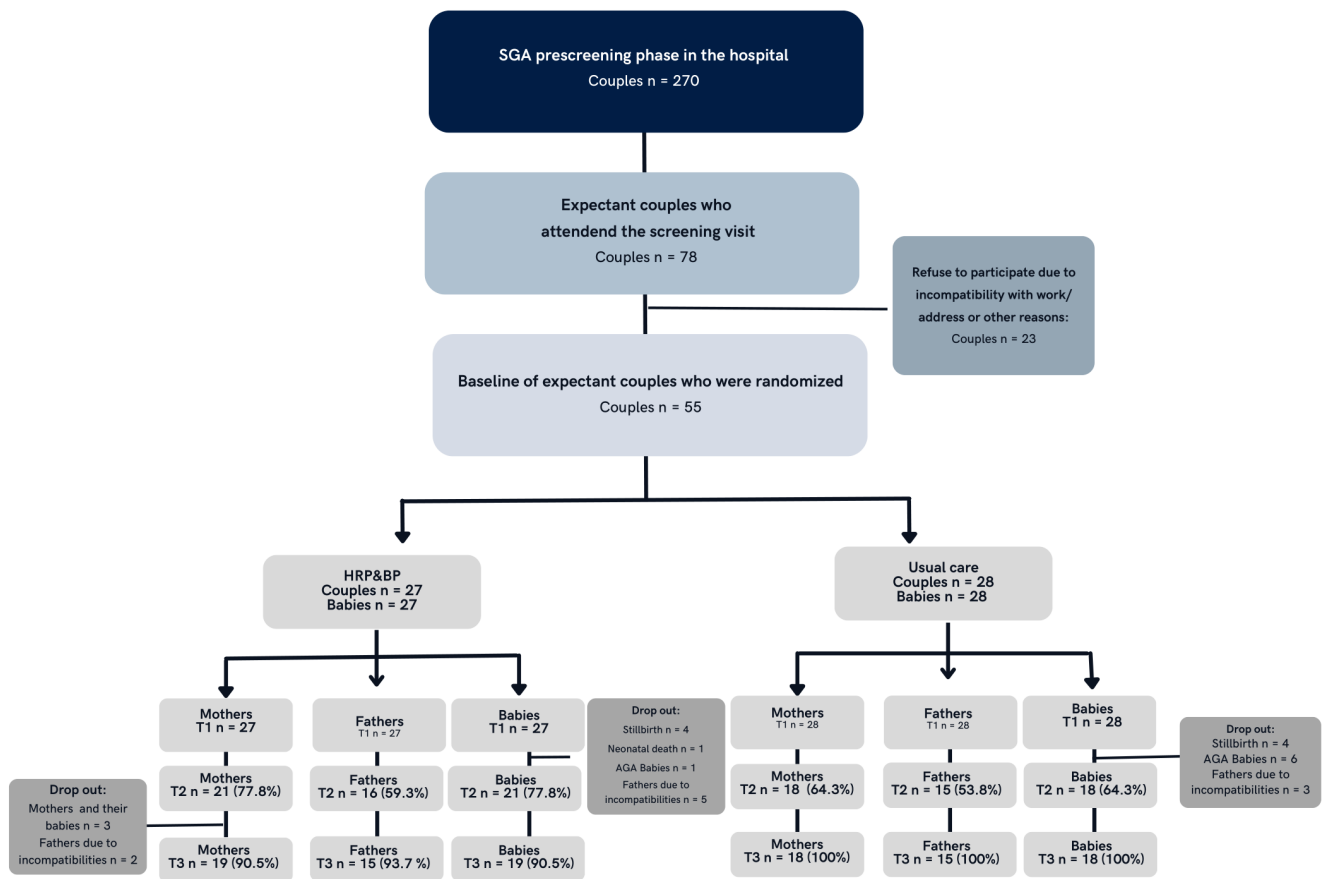 SGA prescreening phase in the hospital
Couples n = 270
Expectant couples who
attendend the screening visit
Couples n = 78
Refuse to participate due to
incompatibility with work/
address or other reasons:
Couples n = 23
Baseline of expectant couples who were randomized
Couples n = 55
HRP&BP
Couples n = 27
Babies n = 27
Usual care
Couples n = 28
Babies n = 28
Mothers
T1 n = 27
Fathers
T1 n = 27
Babies
T1 n = 27
Drop out:
Stillbirth n = 4
Neonatal death n = 1
AGA Babies n = 1
Fathers due to
incompatibilities n = 5
Mothers
T1 n = 28
Fathers
T1 n = 28
Babies
T1 n = 28
Drop out:
Stillbirth n = 4
AGA Babies n = 6
Fathers due to
incompatibilities n = 3
Mothers
T2 n = 21 (77.8%)
Fathers
T2 n = 16 (59.3%)
Babies
T2 n = 21 (77.8%)
Mothers
T2 n = 18 (64.3%)
Fathers
T2 n = 15 (53.8%)
Babies
T2 n = 18 (64.3%)
Drop out:
Mothers and their
babies n = 3
Fathers due to
incompatibilities n = 2
Mothers
T3 n = 19 (90.5%)
Fathers
T3 n = 15 (93.7 %)
Babies
T3 n = 19 (90.5%)
Mothers
T3 n = 18 (100%)
Fathers
T3 n = 15 (100%)
Babies
T3 n = 18 (100%)